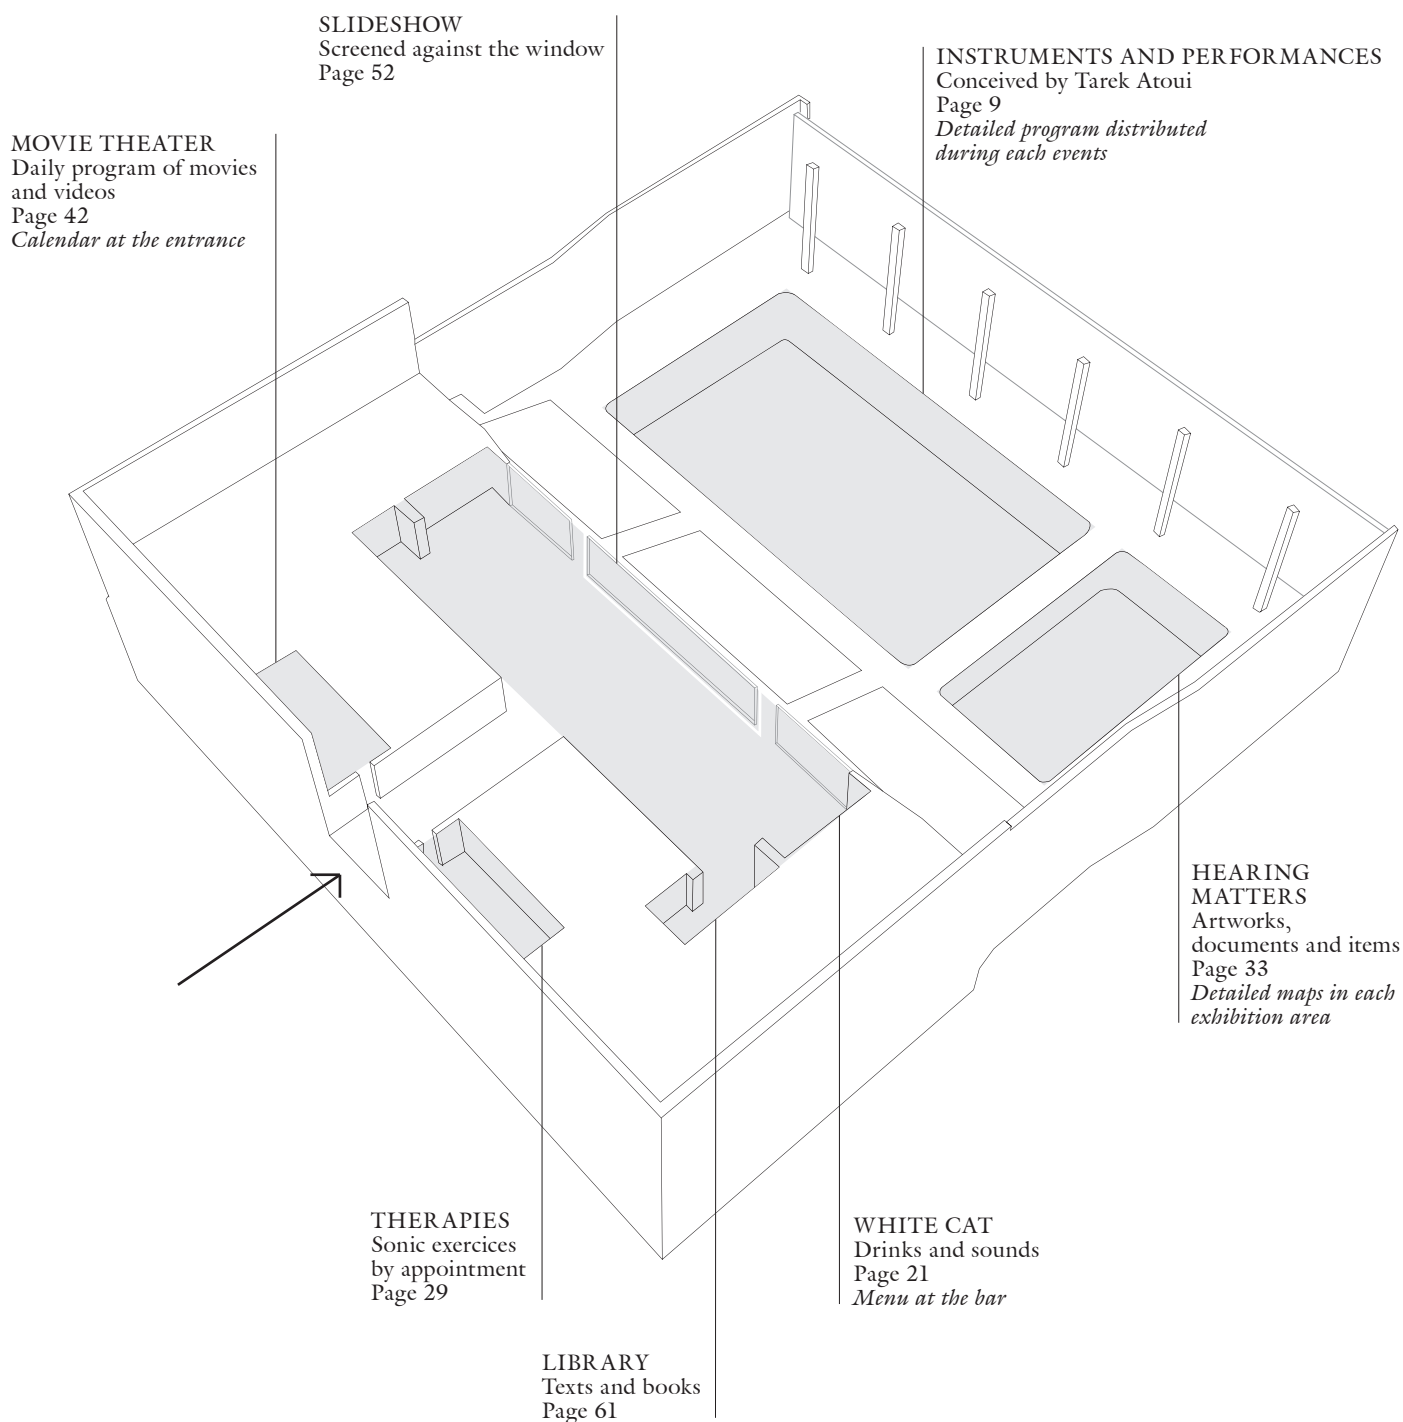 SLIDESHOW
Screened against the window
Page 52
INSTRUMENTS AND PERFORMANCES
Conceived by Tarek Atoui
Page 9
Detailed program distributed
during each events
MOVIE THEATER
Daily program of movies
and videos
Page 42
Calendar at the entrance
HEARING
MATTERS
Artworks,
documents and items
Page 33
Detailed maps in each
exhibition area
THERAPIES
Sonic exercices
by appointment
Page 29
WHITE CAT
Drinks and sounds
Page 21
Menu at the bar
LIBRARY
Texts and books
Page 61